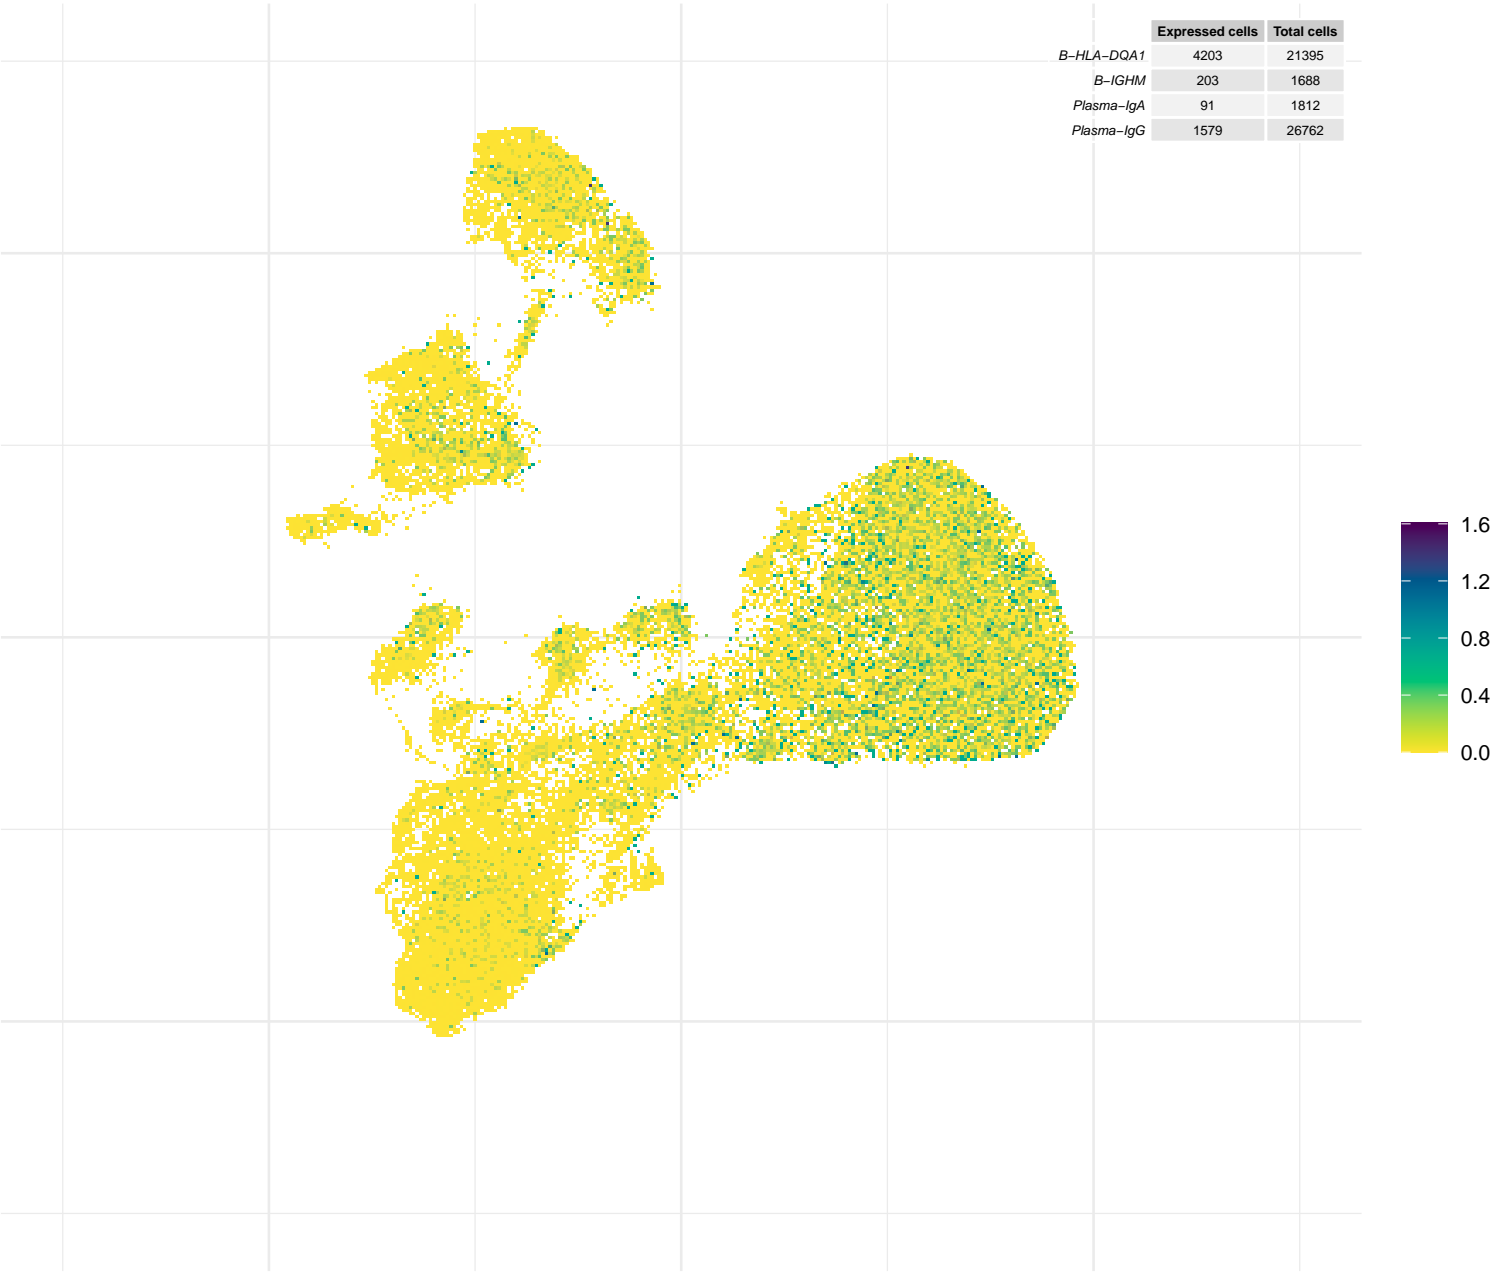 Expressed cells Total cells
B−HLA−DQA1 4203 21395
B−IGHM 203 1688
Plasma−IgA 91 1812
Plasma−IgG 1579 26762
1.6
1.2
0.8
0.4
0.0